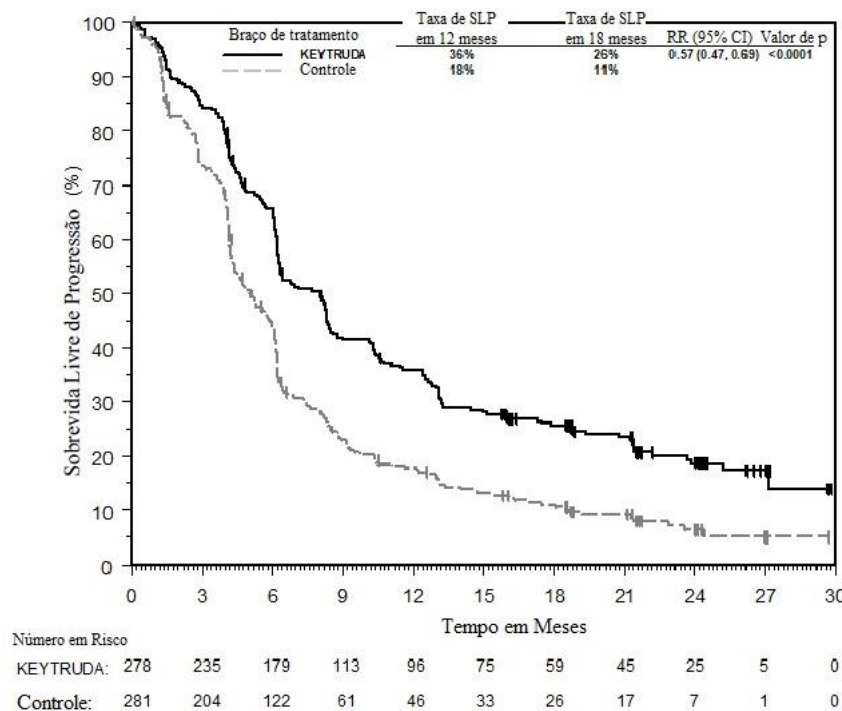 Braço de tratamento Taxa de SLP em 12 meses Taxa de SLP em 18 meses RR (95% CI) Valor de p
KEYTRUDA 36% 26% 0.57 (0.47, 0.69) <0.0001
Controle 18% 11%
Sobrevida Livre de Progressão (%)
100
90
80
70
60
50
40
30
20
10
0
0 3 6 9 12 15 18 21 24 27 30
Tempo em Meses
Número em Risco
KEYTRUDA: 278 235 179 113 96 75 59 45 25 5 0
Controle: 281 204 122 61 46 33 26 17 7 1 0